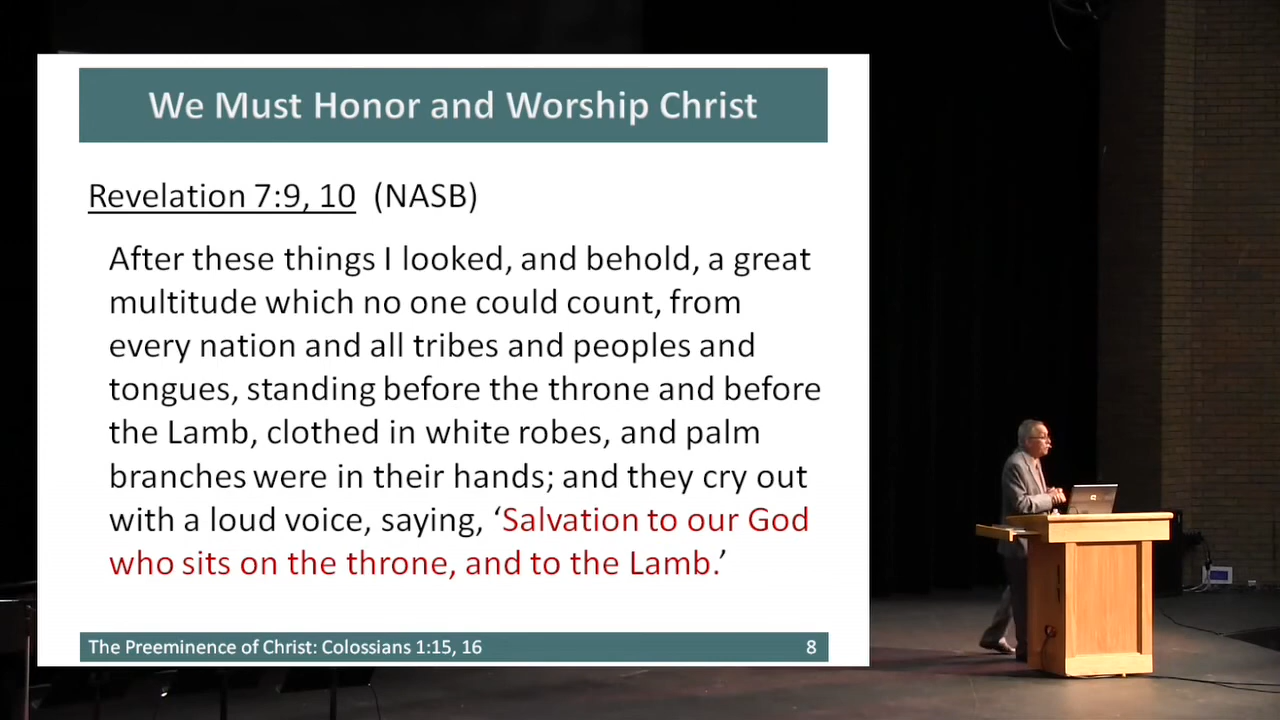 We Must Honor and Worship Christ
Revelation 7:9, 10 (NASB)
After these things I looked, and behold, a great
multitude which no one could count, from
every nation and all tribes and peoples and
tongues, standing before the throne and before
the Lamb, clothed in white robes, and palm
branches were in their hands; and they cry out
with a loud voice, saying, ‘Salvation to our God
who sits on the throne, and to the Lamb.’
The Preeminence of Christ: Colossians 1:15, 16 8